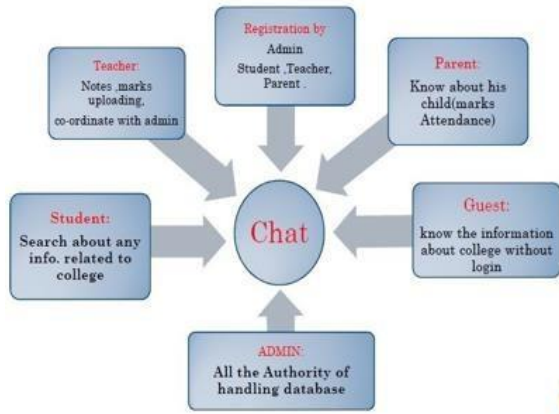 Registration by
Admin
Student ,Teacher,
Parent .
Teacher:
Notes ,marks
uploading,
co-ordinate with admin
Parent:
Know about his
child(marks
Attendance)
Student:
Search about any
info. related to
college
Chat
Guest:
know the information
about college without
login
ADMIN:
All the Authority of
handling database